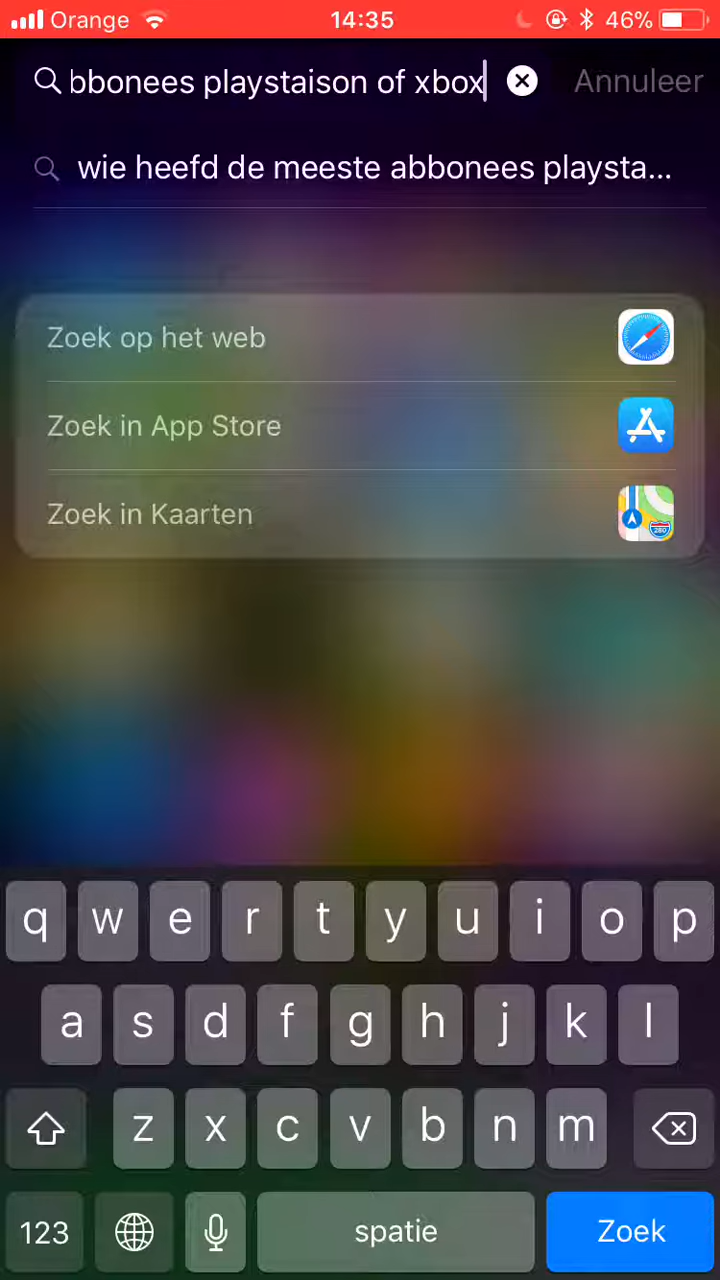 Orange 14:35 46%
bbonees playstaison of xbox Annuleer
wie heefd de meeste abbonees playsta...
Zoek op het web
Zoek in App Store
Zoek in Kaarten
280
q w e r t y u i o p
a s d f g h j k l
z x c v b n m
123 spatie Zoek